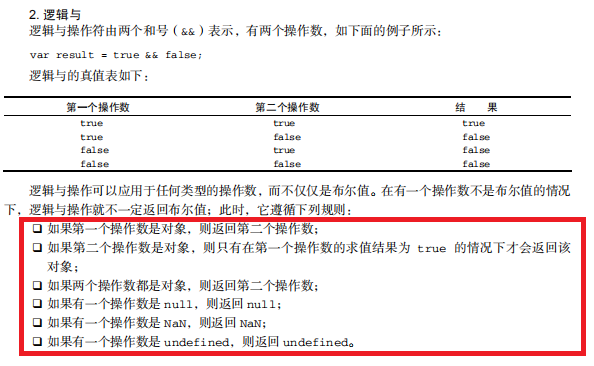 2. 逻辑与
逻辑与操作符由两个和号（&&）表示，有两个操作数，如下面的例子所示：
var result = true && false;
逻辑与的真值表如下：
第一个操作数 第二个操作数 结 果
true true true
true false false
false true false
false false false
逻辑与操作可以应用于任何类型的操作数，而不仅仅是布尔值。在有一个操作数不是布尔值的情况
下，逻辑与操作就不一定返回布尔值；此时，它遵循下列规则：
❑ 如果第一个操作数是对象，则返回第二个操作数；
❑ 如果第二个操作数是对象，则只有在第一个操作数的求值结果为 true 的情况下才会返回该
对象；
❑ 如果两个操作数都是对象，则返回第二个操作数；
❑ 如果有一个操作数是 null，则返回 null；
❑ 如果有一个操作数是 NaN，则返回 NaN；
❑ 如果有一个操作数是 undefined，则返回 undefined。